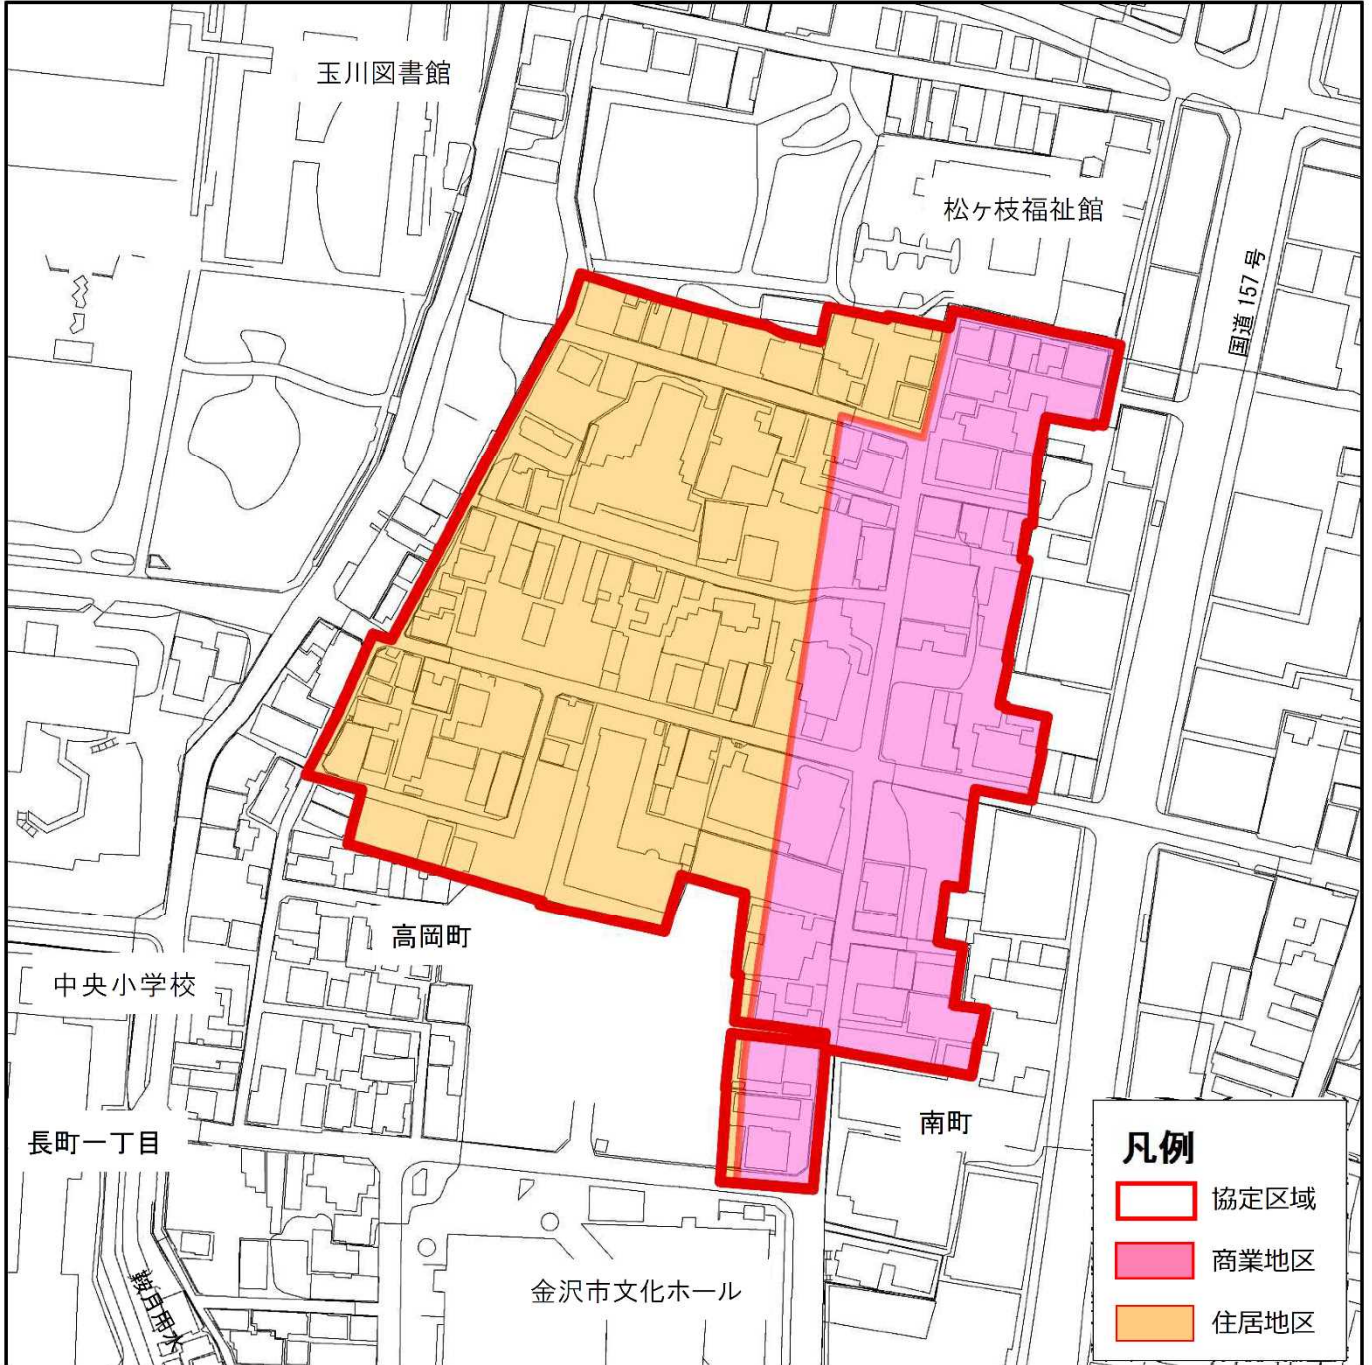 玉川図書館
松ヶ枝福祉館
国道157号
高岡町
中央小学校
長町一丁目
南町
鞍月用水
金沢市文化ホール
凡例
協定区域
商業地区
住居地区